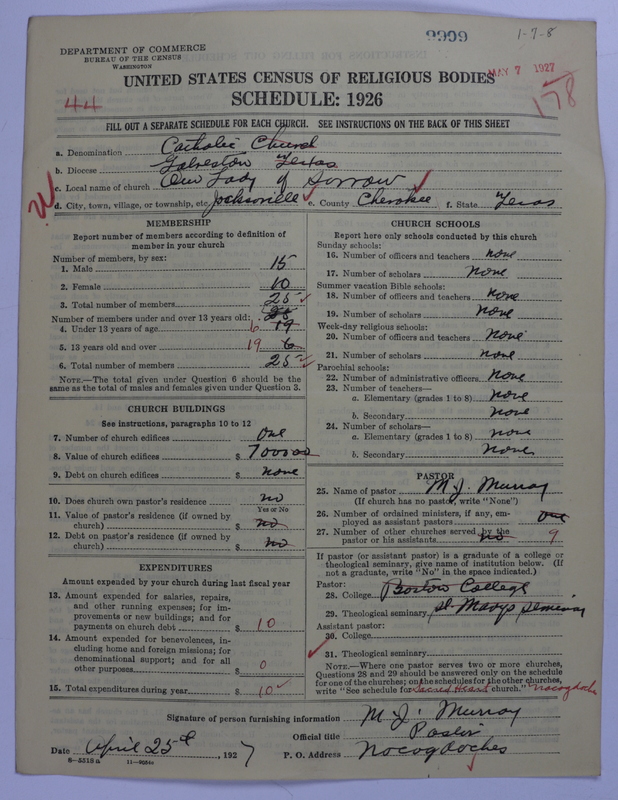 9999
1-7-8
DEPARTMENT OF COMMERCE
BUREAU OF THE CENSUS
WASHINGTON
MAY 7 1927
UNITED STATES CENSUS OF RELIGIOUS BODIES
SCHEDULE: 1926
44
178
FILL OUT A SEPARATE SCHEDULE FOR EACH CHURCH. SEE INSTRUCTIONS ON THE BACK OF THIS SHEET
a. Denomination Catholic Church
b. Diocese Galveston Texas
c. Local name of church Our Lady of Sorrow
d. City, town, village, or township, etc. Jacksonville e. County Cherokee f. State Texas
MEMBERSHIP
Report number of members according to definition of
member in your church
Number of members, by sex:
1. Male 15
2. Female 10
3. Total number of members 25
Number of members under and over 13 years old: 25
4. Under 13 years of age 6 19
5. 13 years old and over 19 6
6. Total number of members 25
NOTE.—The total given under Question 6 should be the
same as the total of males and females given under Question 3.
CHURCH BUILDINGS
See instructions, paragraphs 10 to 12
7. Number of church edifices one
8. Value of church edifices $ 7000 00
9. Debt on church edifices $ none
10. Does church own pastor's residence no
Yes or No
11. Value of pastor's residence (if owned by
church) $ no
12. Debt on pastor's residence (if owned by
church) $ no
EXPENDITURES
Amount expended by your church during last fiscal year
13. Amount expended for salaries, repairs,
and other running expenses; for im-
provements or new buildings; and for
payments on church debt $ 10
14. Amount expended for benevolences, in-
cluding home and foreign missions; for
denominational support; and for all
other purposes $ 0
15. Total expenditures during year $ 10
CHURCH SCHOOLS
Report here only schools conducted by this church
Sunday schools:
16. Number of officers and teachers none
17. Number of scholars none
Summer vacation Bible schools:
18. Number of officers and teachers none
19. Number of scholars none
Week-day religious schools:
20. Number of officers and teachers none
21. Number of scholars none
Parochial schools:
22. Number of administrative officers none
23. Number of teachers—
a. Elementary (grades 1 to 8) none
b. Secondary none
24. Number of scholars—
a. Elementary (grades 1 to 8) none
b. Secondary none
PASTOR
25. Name of pastor M. J. Murray
(If church has no pastor, write "None")
26. Number of ordained ministers, if any, em-
ployed as assistant pastors one
27. Number of other churches served by the
pastor or his assistants no 9
If pastor (or assistant pastor) is a graduate of a college or
theological seminary, give name of institution below. (If
not a graduate, write "No" in the space indicated.)
Pastor:
28. College Boston College
29. Theological seminary St. Marys Seminary
Assistant pastor:
30. College
31. Theological seminary
NOTE.—Where one pastor serves two or more churches,
Questions 28 and 29 should be answered only on the schedule
for one of the churches; on the schedules for the other churches,
write "See schedule for Sacred Heart church." Nacogdoches
Signature of person furnishing information M. J. Murray
Official title Pastor
Date April 25th, 1927 P. O. Address Nocogdoches
8—5518a 11—9054c